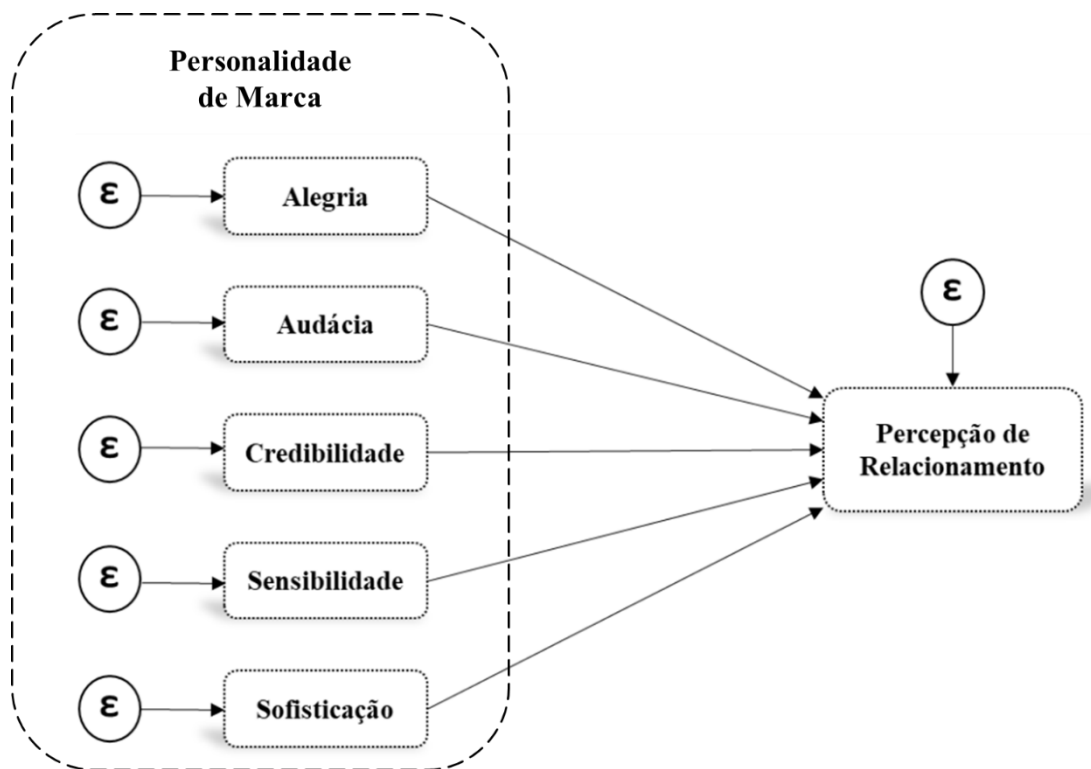 Personalidade
de Marca
ε
Alegria
ε
Audácia
ε
Credibilidade
ε
Sensibilidade
ε
Sofisticação
ε
Percepção de
Relacionamento